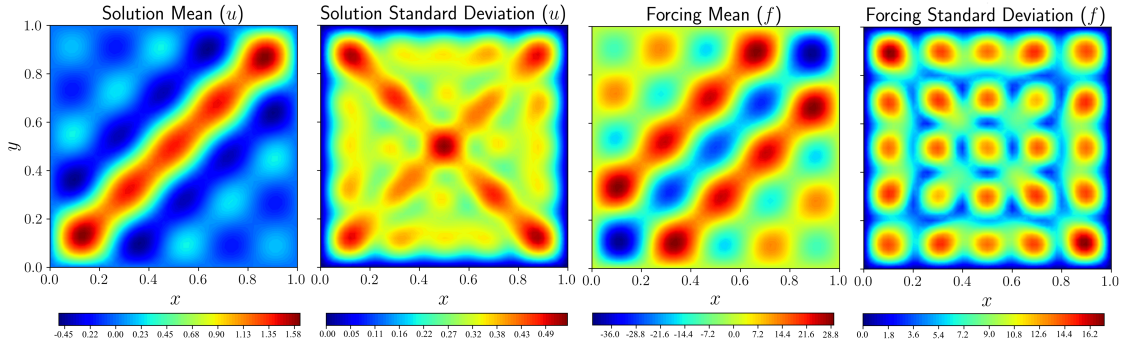 Solution Mean (u)
Solution Standard Deviation (u)
Forcing Mean (f)
Forcing Standard Deviation (f)
1.0
0.8
0.6
0.4
0.2
0.0
y
0.0 0.2 0.4 0.6 0.8 1.0
0.0 0.2 0.4 0.6 0.8 1.0
0.0 0.2 0.4 0.6 0.8 1.0
0.0 0.2 0.4 0.6 0.8 1.0
x
x
x
x
-0.45 0.22 0.00 0.23 0.45 0.68 0.90 1.13 1.35 1.58
0.00 0.05 0.11 0.16 0.22 0.27 0.32 0.38 0.43 0.49
-36.0 -28.8 -21.6 -14.4 -7.2 -0.0 7.2 14.4 21.6 28.8
0.0 1.8 3.6 5.4 7.2 9.0 10.8 12.6 14.4 16.2